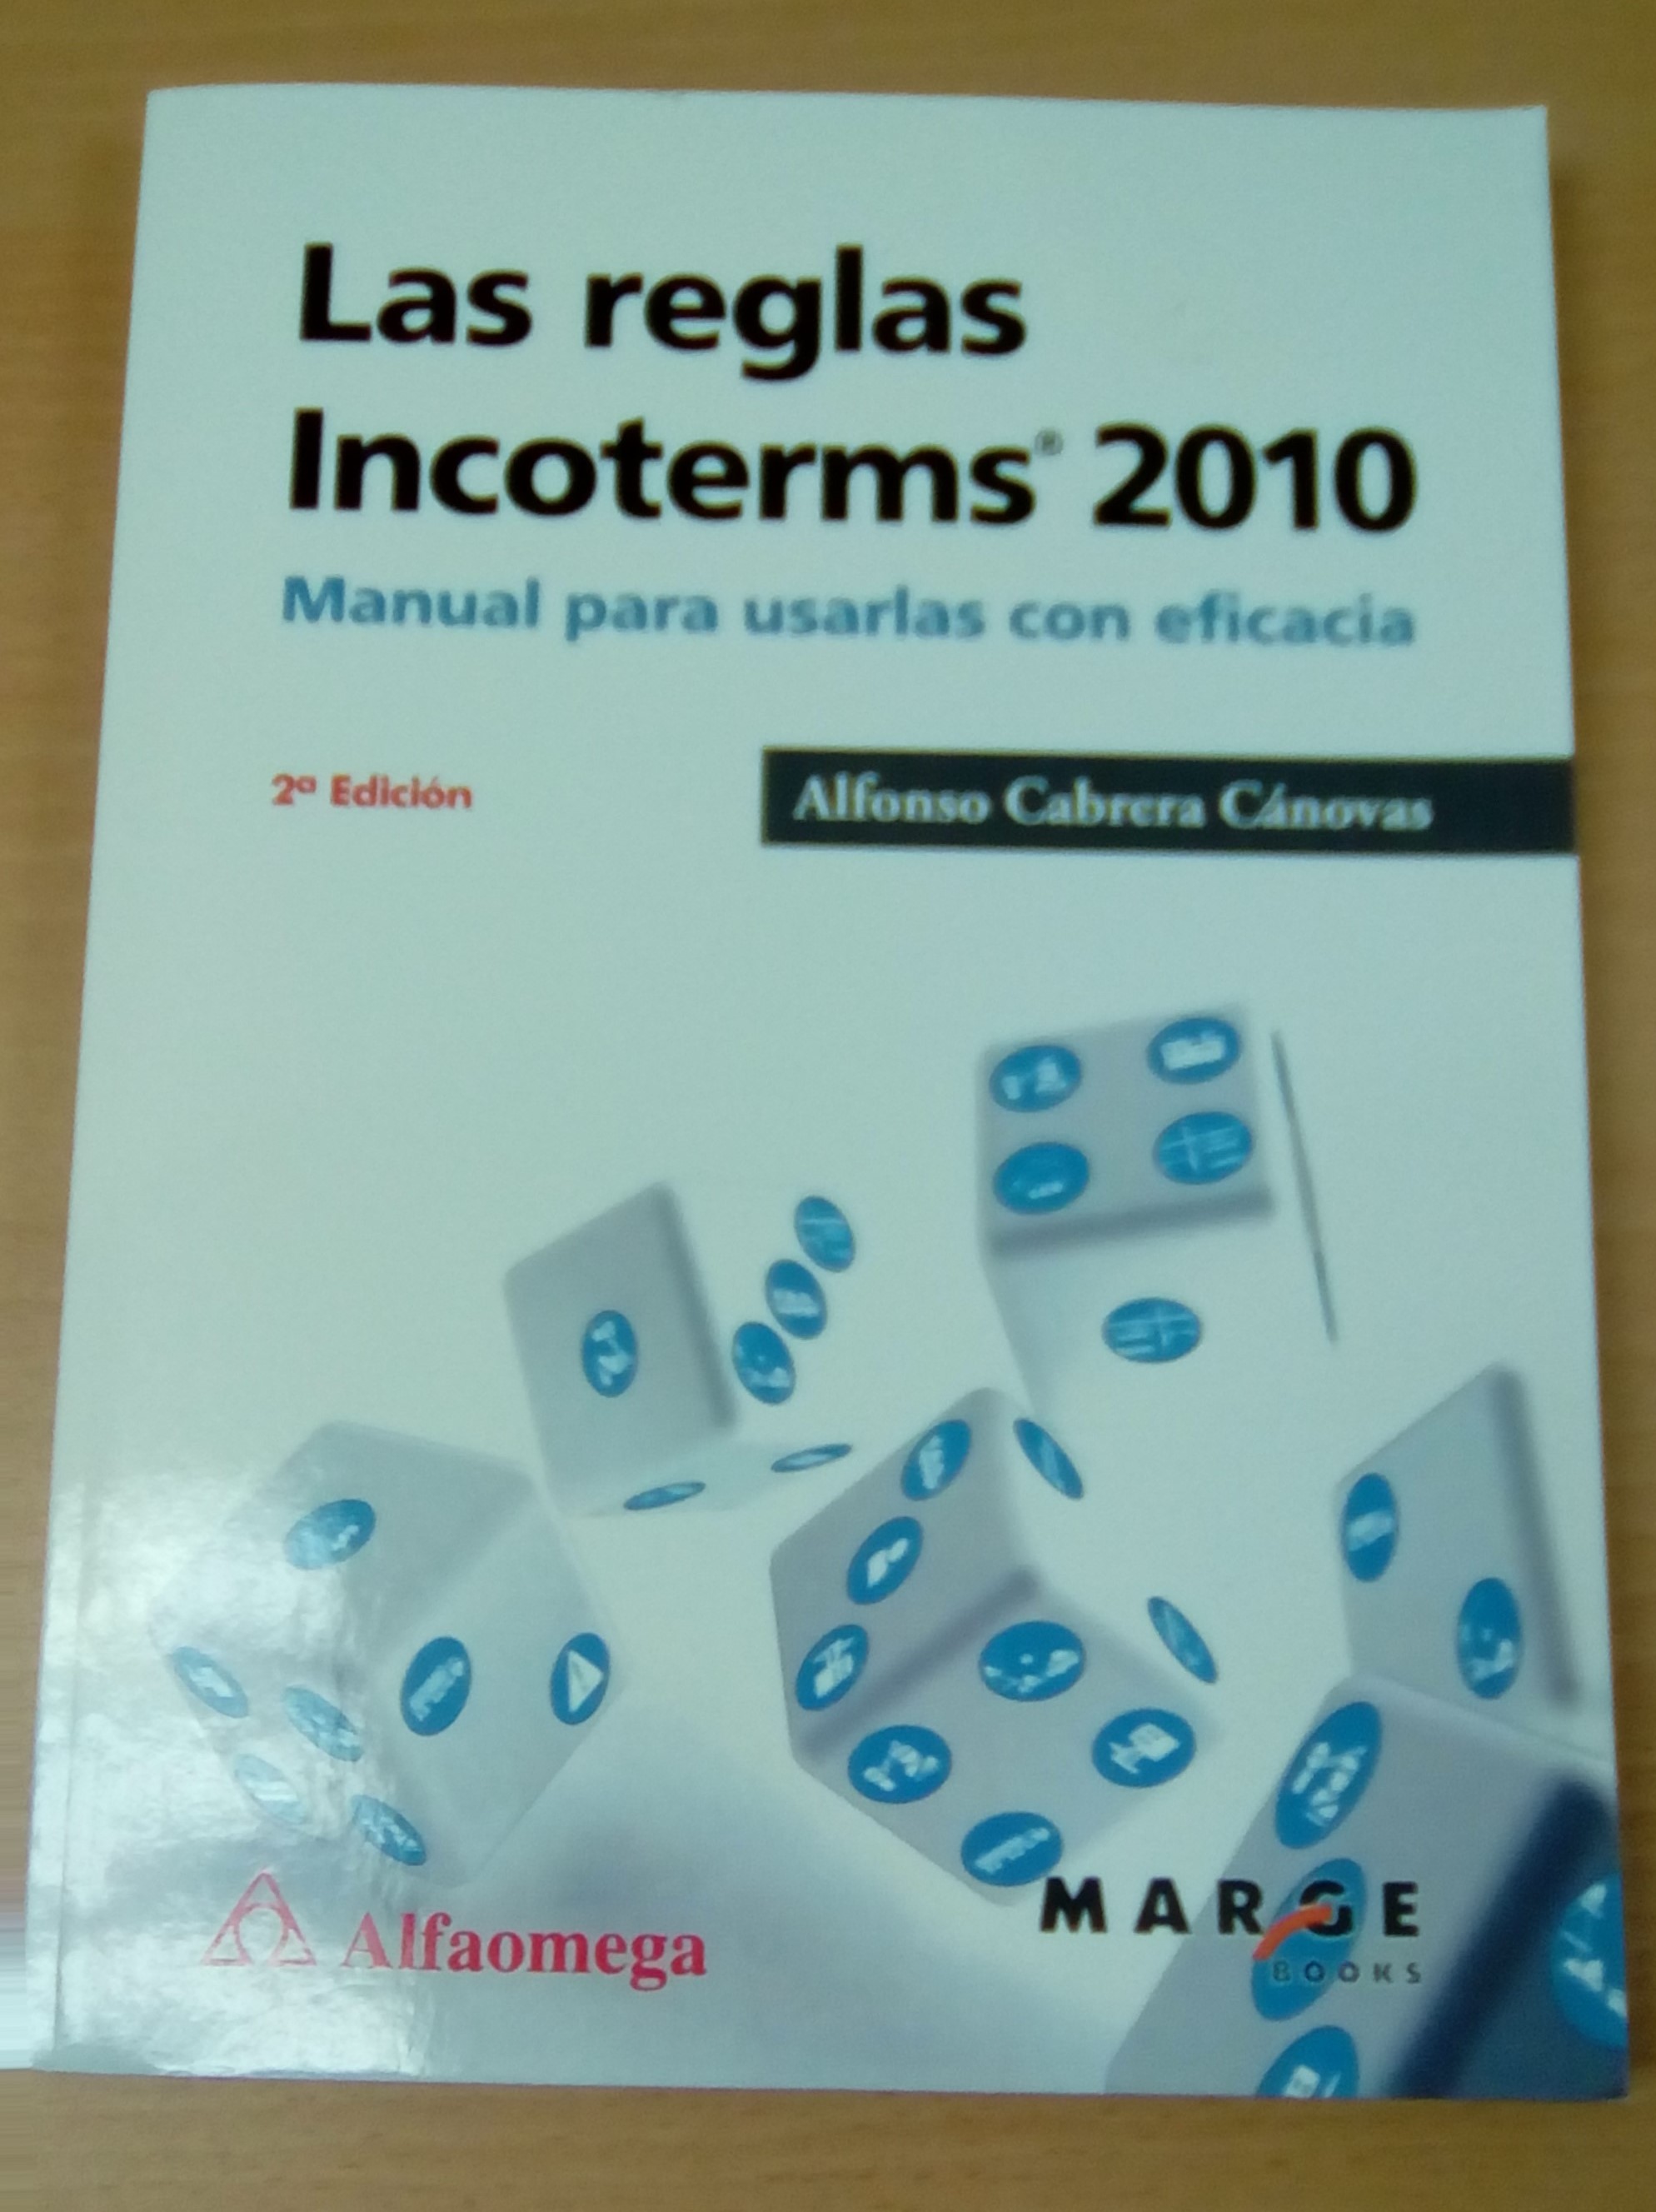 Las reglas
Incoterms® 2010
Manual para usarlas con eficacia
2ª Edición
Alfonso Cabrera Cánovas
Alfaomega
MARGE
BOOKS